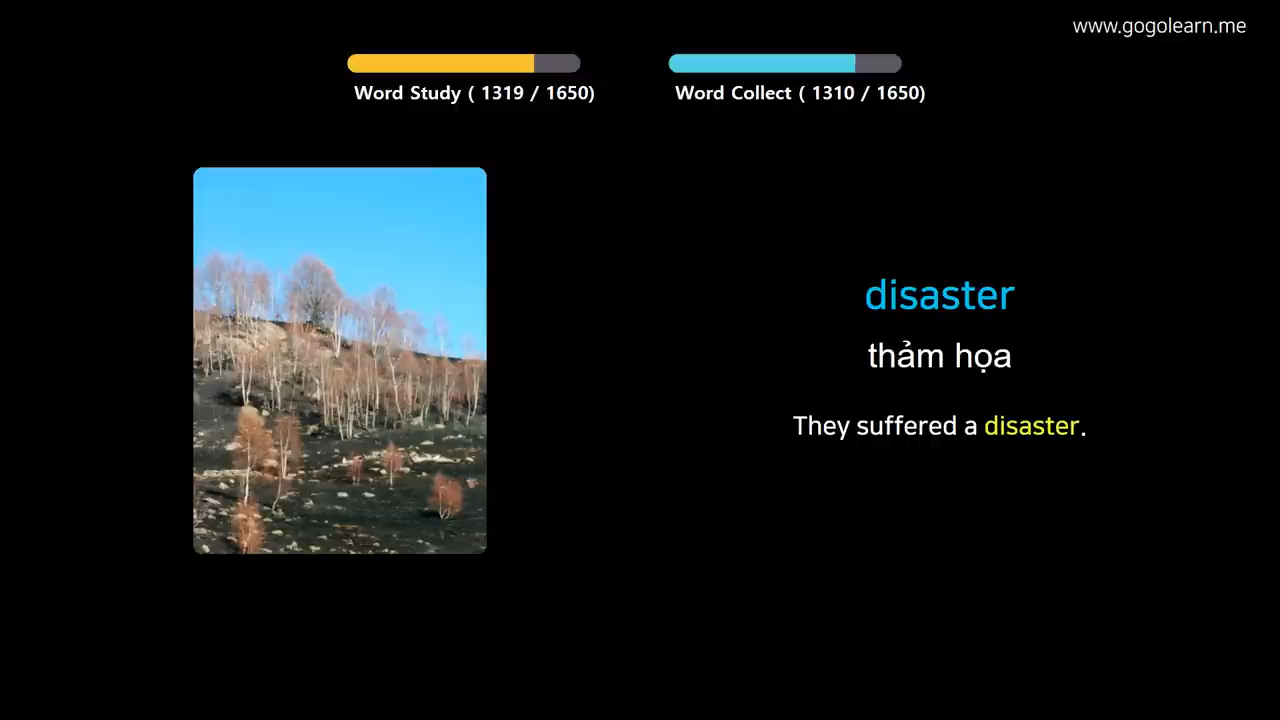 www.gogolearn.me
Word Study ( 1319 / 1650)
Word Collect ( 1310 / 1650)
disaster
thảm họa
They suffered a disaster.